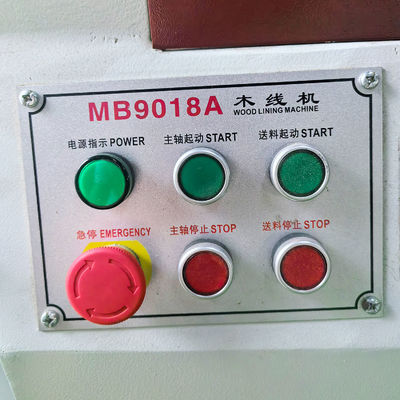 MB9018A 木线机
WOOD LINING MACHINE
电源指示 POWER 主轴起动 START 送料起动 START
急停 EMERGENCY 主轴停止 STOP 送料停止 STOP